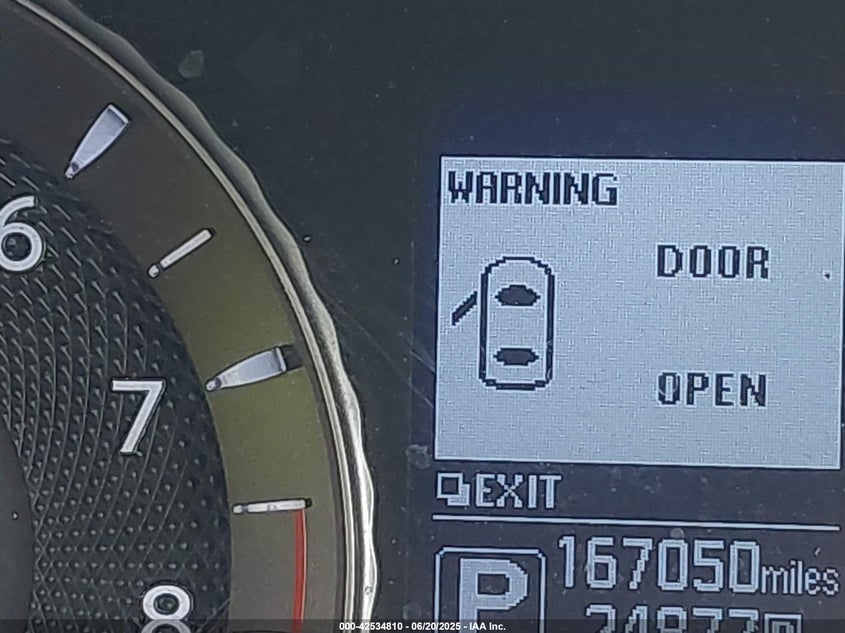 6
7
8
WARNING
DOOR
OPEN
EXIT
P
167050miles
000-42534810 - 06/20/2025 - IAA Inc.